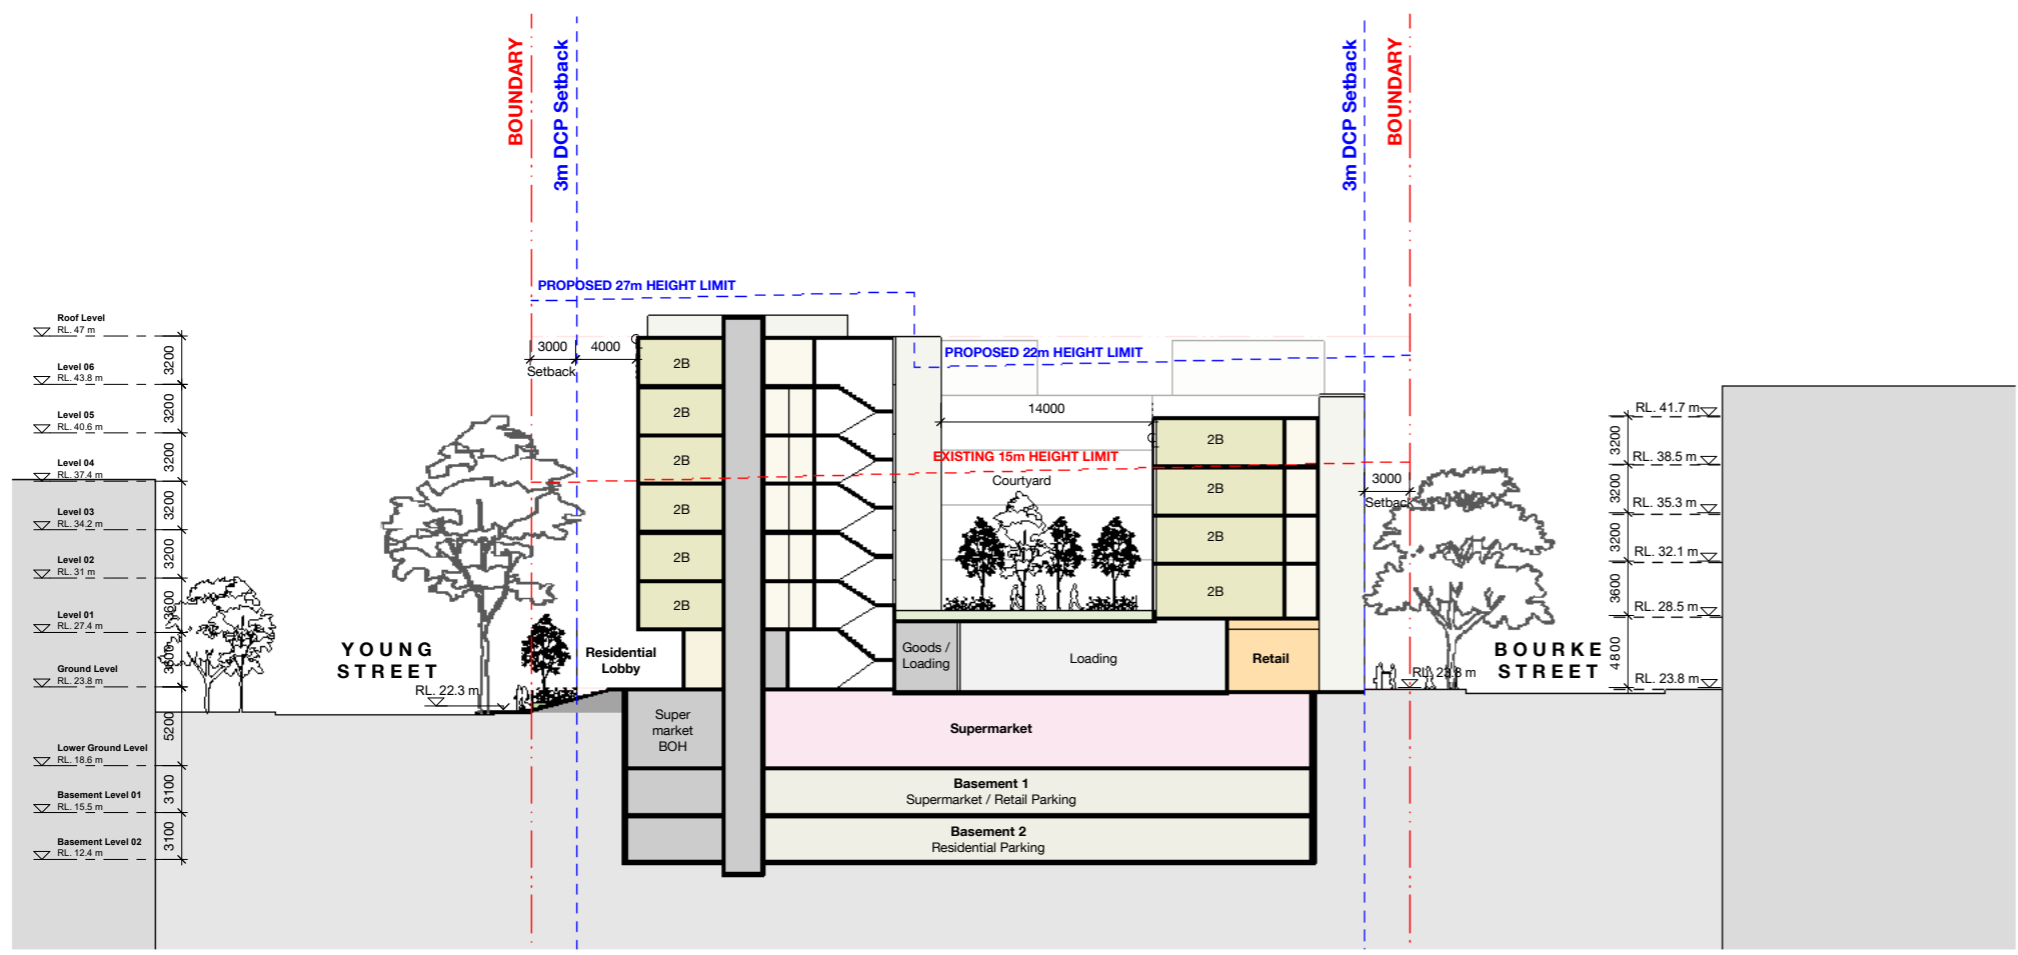 BOUNDARY
3m DCP Setback
3m DCP Setback
BOUNDARY
PROPOSED 27m HEIGHT LIMIT
PROPOSED 22m HEIGHT LIMIT
EXISTING 15m HEIGHT LIMIT
Roof Level
RL. 47 m
3200
Level 06
RL. 43.8 m
3200
Level 05
RL. 40.6 m
3200
Level 04
RL. 37.4 m
3200
Level 03
RL. 34.2 m
3200
Level 02
RL. 31 m
3600
Level 01
RL. 27.4 m
3600
Ground Level
RL. 23.8 m
5200
Lower Ground Level
RL. 18.6 m
3100
Basement Level 01
RL. 15.5 m
3100
Basement Level 02
RL. 12.4 m
3000
4000
Setback
2B
2B
2B
2B
2B
2B
14000
Courtyard
2B
2B
2B
2B
3000
Setback
YOUNG
STREET
RL. 22.3 m
Residential
Lobby
Goods /
Loading
Loading
Retail
Super
market
BOH
Supermarket
Basement 1
Supermarket / Retail Parking
Basement 2
Residential Parking
BOURKE
STREET
RL. 23.8 m
RL. 41.7 m
3200
RL. 38.5 m
3200
RL. 35.3 m
3200
RL. 32.1 m
3600
RL. 28.5 m
4800
RL. 23.8 m